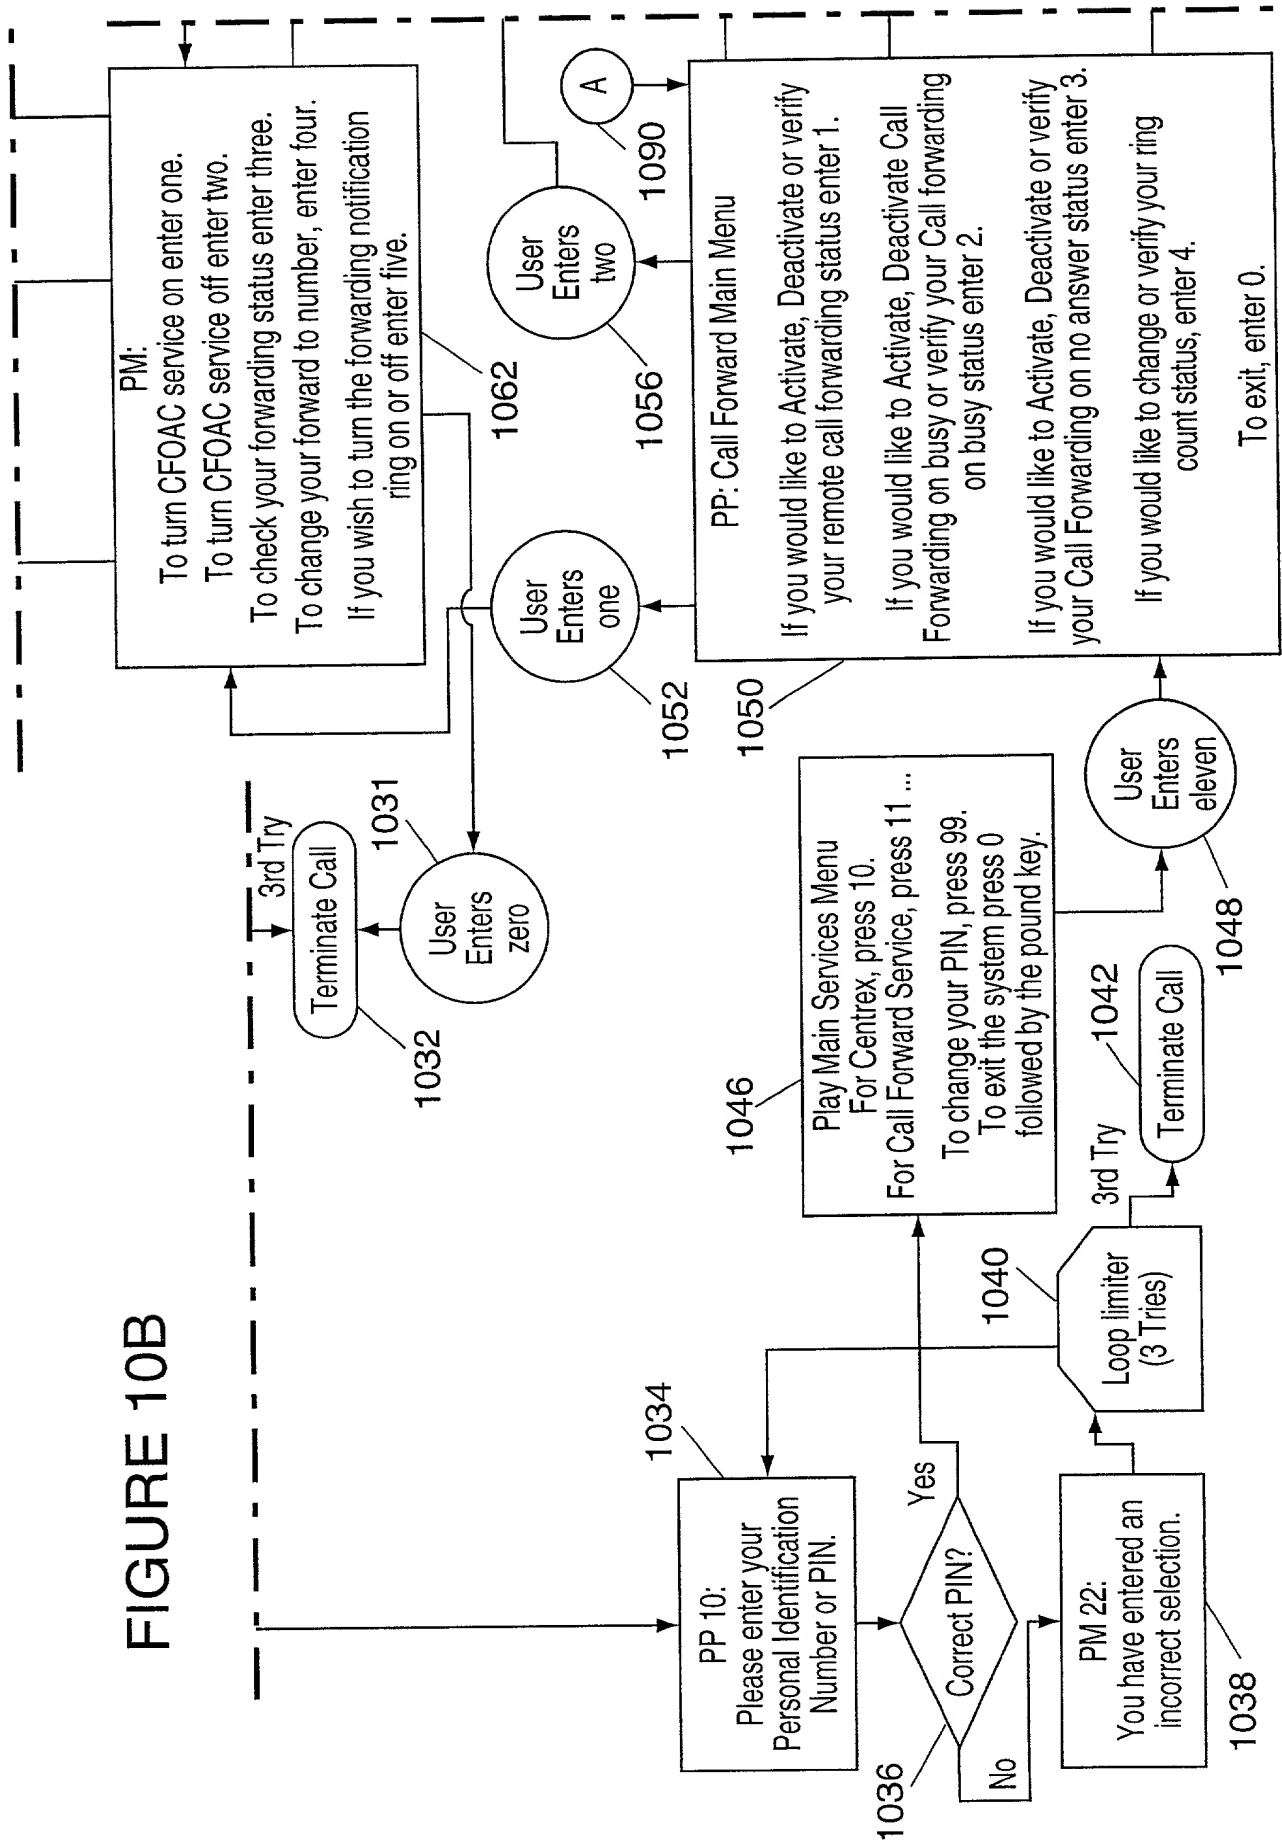 FIGURE 10B
PP 10:
Please enter your
Personal Identification
Number or PIN.
1034
Correct PIN?
1036
Yes
No
PM 22:
You have entered an
incorrect selection.
1038
Loop limiter
(3 Tries)
1040
3rd Try
Terminate Call
1042
Play Main Services Menu
For Centrex, press 10.
For Call Forward Service, press 11 ...
To change your PIN, press 99.
To exit the system press 0
followed by the pound key.
1046
User
Enters
eleven
1048
3rd Try
Terminate Call
1032
User
Enters
zero
1031
PM:
To turn CFOAC service on enter one.
To turn CFOAC service off enter two.
To check your forwarding status enter three.
To change your forward to number, enter four.
If you wish to turn the forwarding notification
ring on or off enter five.
1062
User
Enters
one
1052
User
Enters
two
1056
A
1090
PP: Call Forward Main Menu
If you would like to Activate, Deactivate or verify
your remote call forwarding status enter 1.
If you would like to Activate, Deactivate Call
Forwarding on busy or verify your Call forwarding
on busy status enter 2.
If you would like to Activate, Deactivate or verify
your Call Forwarding on no answer status enter 3.
If you would like to change or verify your ring
count status, enter 4.
To exit, enter 0.
1050